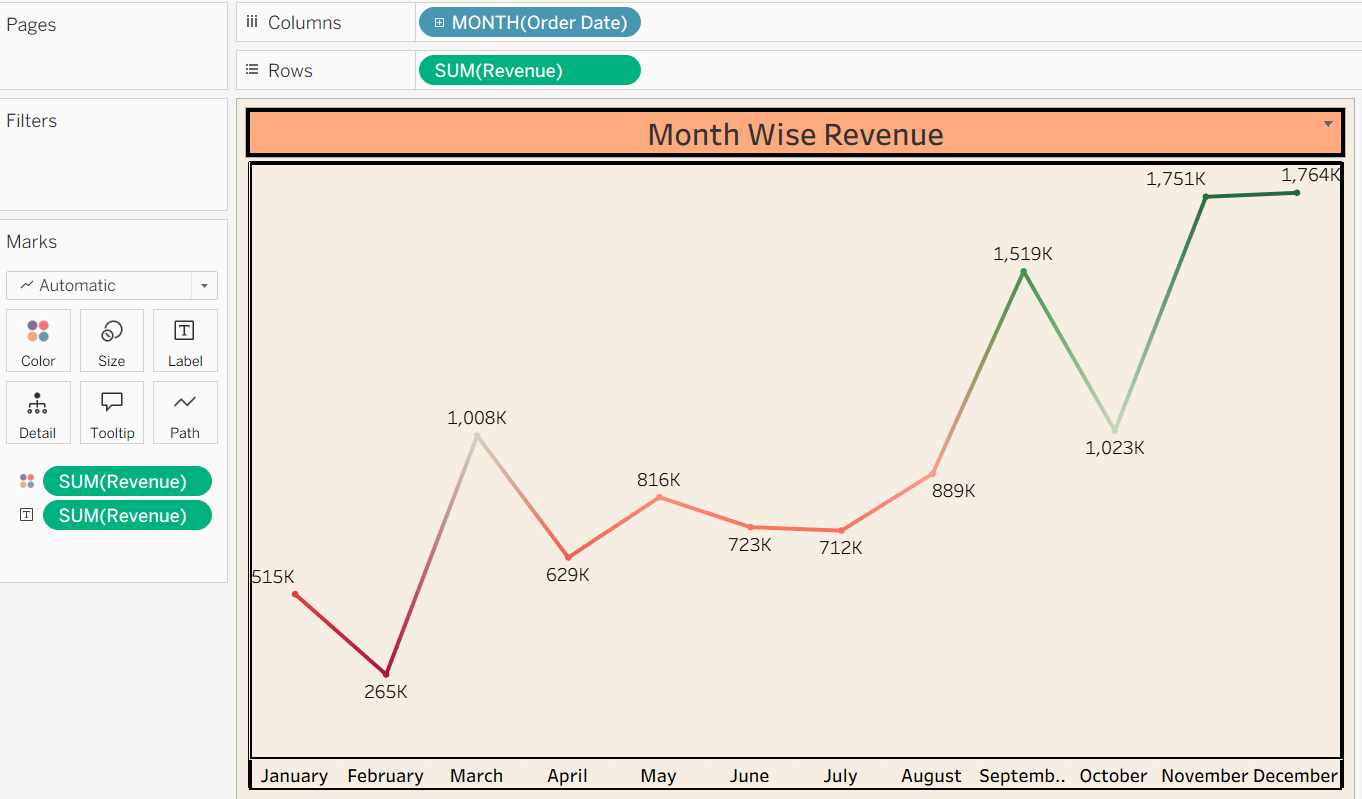 Pages
Columns
MONTH(Order Date)
Rows
SUM(Revenue)
Filters
Marks
Automatic
Color
Size
Label
Detail
Tooltip
Path
SUM(Revenue)
SUM(Revenue)
Month Wise Revenue
515K
265K
1,008K
629K
816K
723K
712K
889K
1,519K
1,023K
1,751K
1,764K
January February March April May June July August Septemb.. October November December